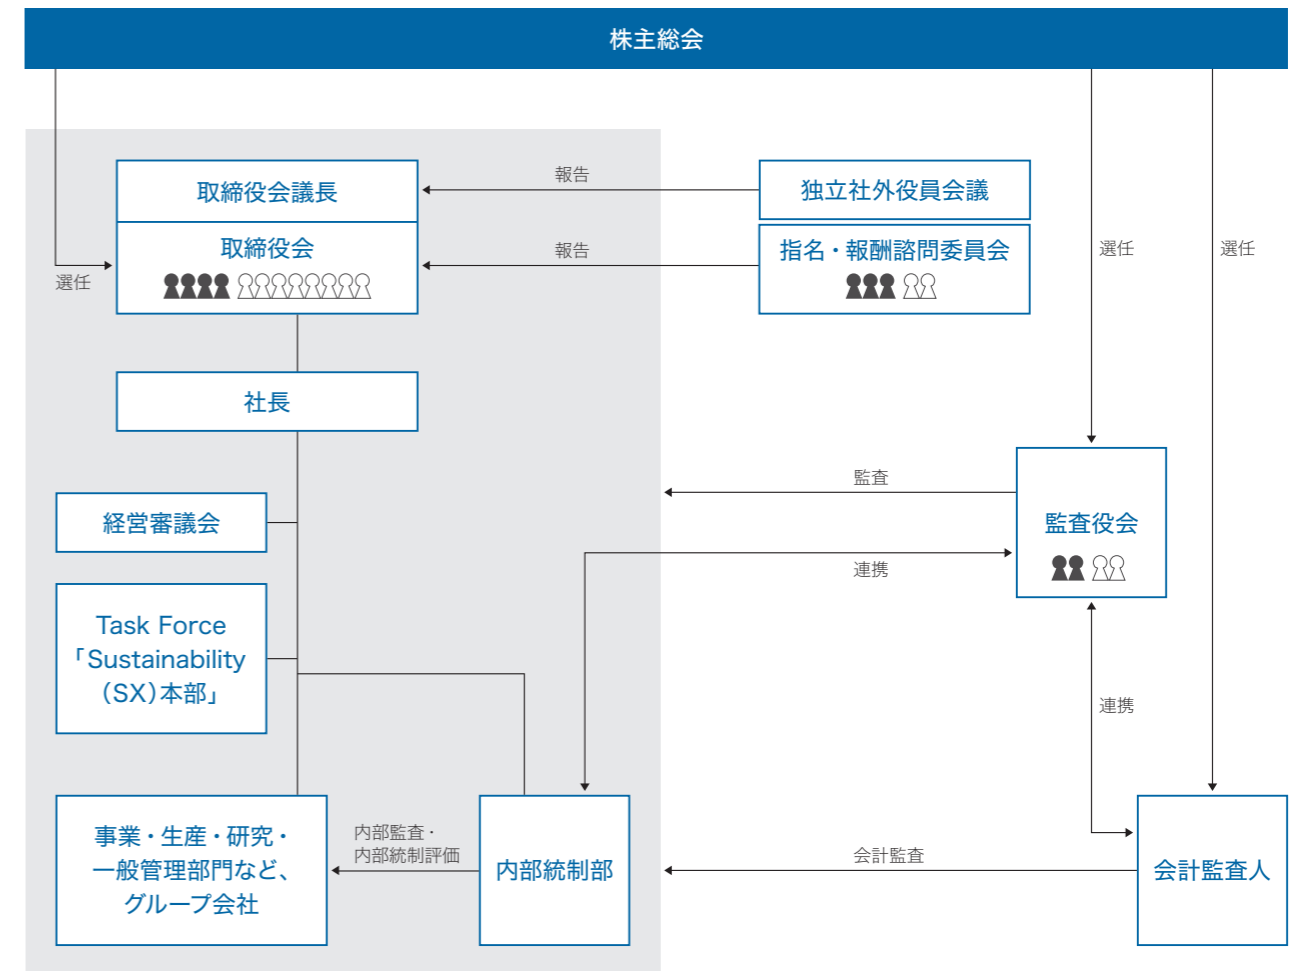 株主総会
取締役会議長
報告
独立社外役員会議
取締役会
報告
指名・報酬諮問委員会
選任
選任
選任
社長
経営審議会
監査
監査役会
連携
Task Force
「Sustainability
（SX）本部」
連携
事業・生産・研究・
一般管理部門など、
グループ会社
内部監査・
内部統制評価
内部統制部
会計監査
会計監査人